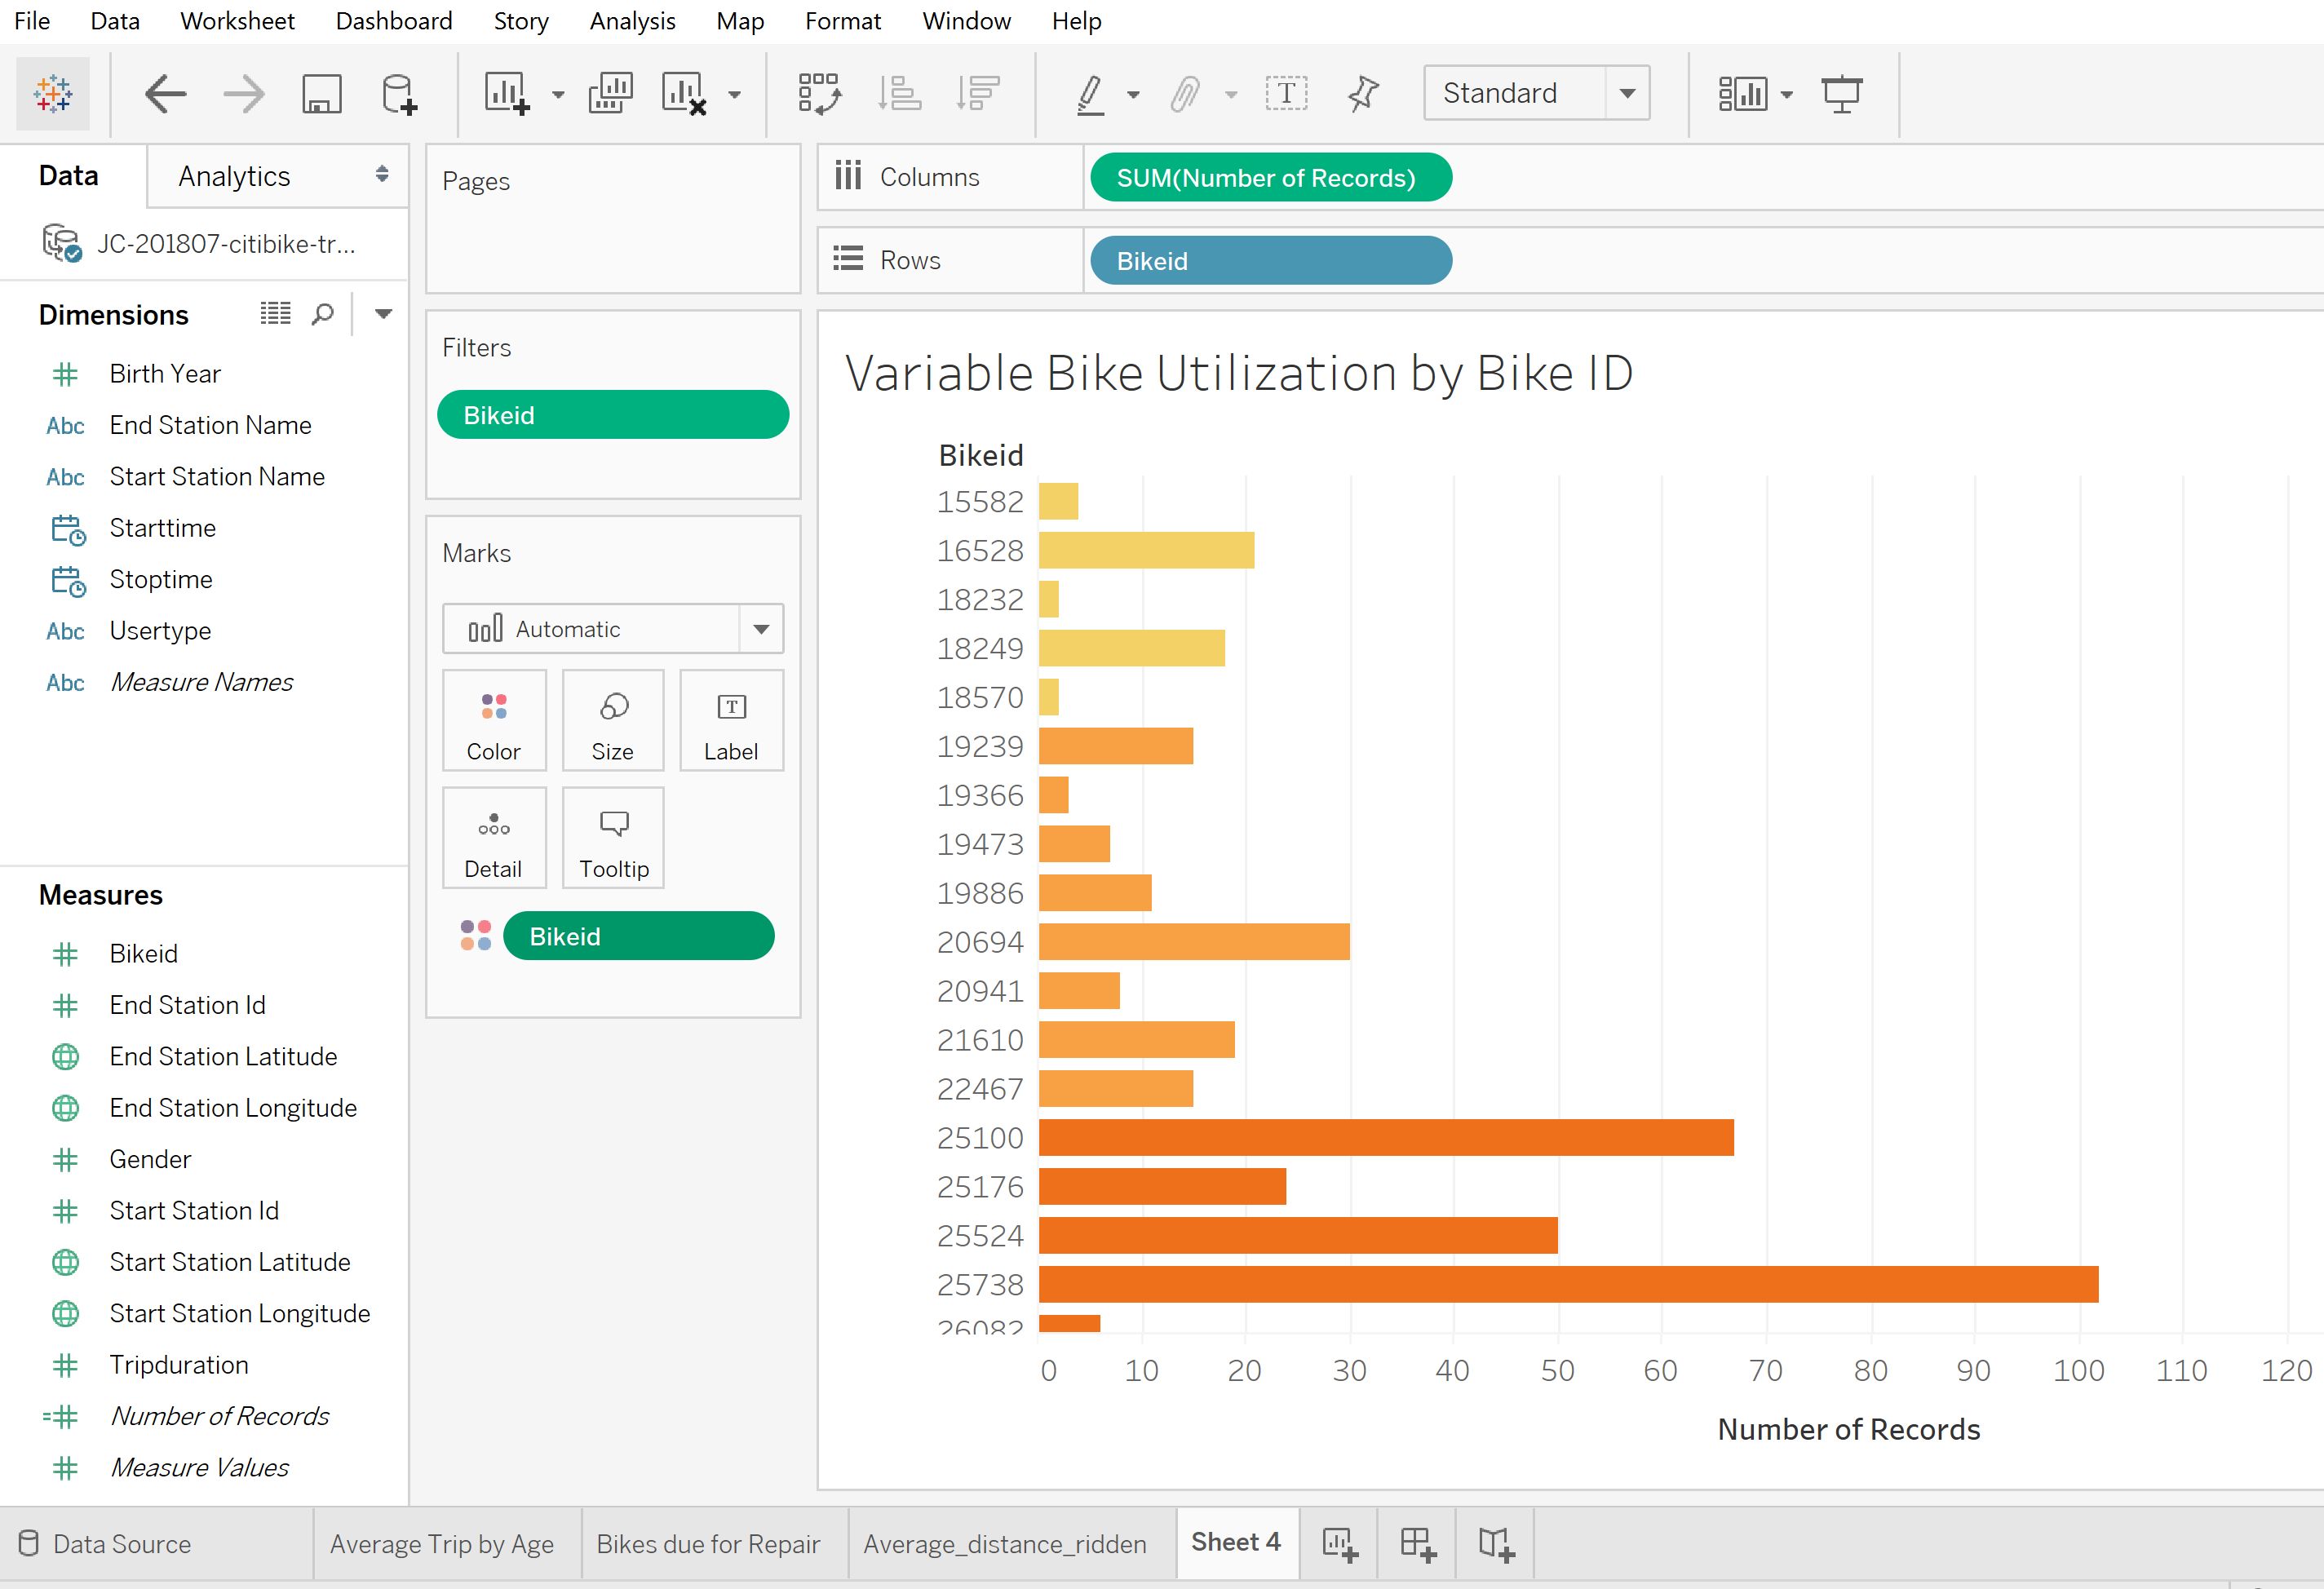 File Data Worksheet Dashboard Story Analysis Map Format Window Help
Standard
Data
Analytics
JC-201807-citibike-tr...
Dimensions
Birth Year
Abc End Station Name
Abc Start Station Name
Starttime
Stoptime
Abc Usertype
Abc Measure Names
Measures
Bikeid
End Station Id
End Station Latitude
End Station Longitude
Gender
Start Station Id
Start Station Latitude
Start Station Longitude
Tripduration
Number of Records
Measure Values
Pages
Filters
Bikeid
Marks
Automatic
Color Size Label
Detail Tooltip
Bikeid
Columns SUM(Number of Records)
Rows Bikeid
Variable Bike Utilization by Bike ID
Bikeid
15582
16528
18232
18249
18570
19239
19366
19473
19886
20694
20941
21610
22467
25100
25176
25524
25738
26082
0 10 20 30 40 50 60 70 80 90 100 110 120
Number of Records
Data Source Average Trip by Age Bikes due for Repair Average_distance_ridden Sheet 4